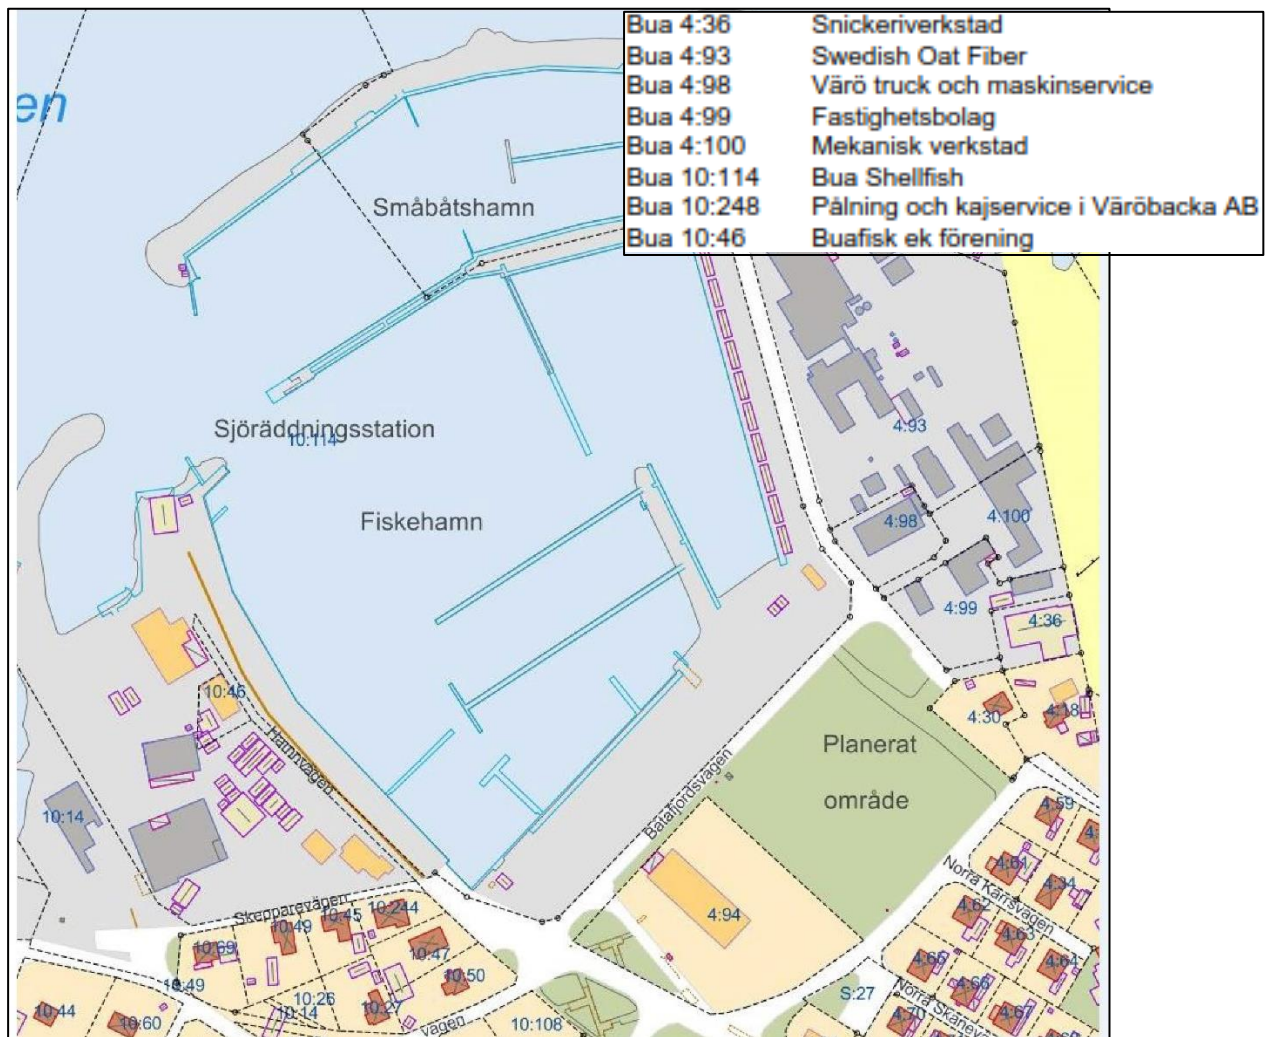 Bua 4:36 Snickeriverkstad
Bua 4:93 Swedish Oat Fiber
Bua 4:98 Värö truck och maskinservice
Bua 4:99 Fastighetsbolag
Bua 4:100 Mekanisk verkstad
Bua 10:114 Bua Shellfish
Bua 10:248 Pålning och kajservice i Väröbacka AB
Bua 10:46 Buafisk ek förening
en
Småbåtshamn
Sjöräddningsstation
10:114
4:93
Fiskehamn
4:98
4:100
4:99
4:36
10:46
4:30
4:18
Hamnvägen
Planerat
område
Båtafjordsvägen
10:14
4:59
4:61
4:34
Norra Kärrsvägen
Skepparevägen
4:94
4:62
10:244
10:45
10:49
4:63
10:69
10:47
4:65
4:64
10:50
4:66
S:27
10:49
10:26
10:14
10:27
10:44
10:60
10:108
vägen
4:70
4:67
Norra Skånevä